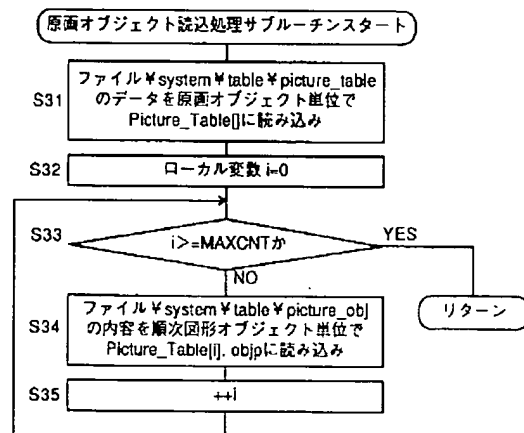 原画オブジェクト読込処理サブルーチンスタート
S31
ファイル¥system¥table¥picture_table
のデータを原画オブジェクト単位で
Picture_Table[]に読み込み
S32
ローカル変数 i=0
S33
i>=MAXCNTか
YES
NO
リターン
S34
ファイル¥system¥table¥picture_obj
の内容を順次図形オブジェクト単位で
Picture_Table[i]. objpに読み込み
S35
++i